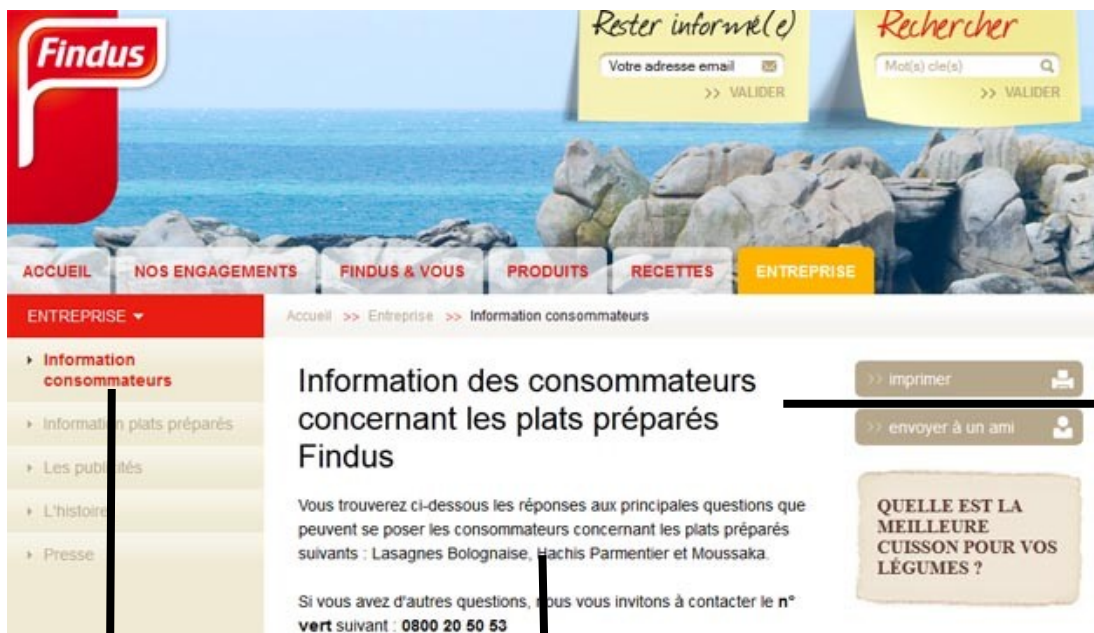 Findus
Rester informé(e)
Votre adresse email
>> VALIDER
Rechercher
Mot(s) cle(s)
>> VALIDER
ACCUEIL
NOS ENGAGEMENTS
FINDUS & VOUS
PRODUITS
RECETTES
ENTREPRISE
ENTREPRISE
Accueil >> Entreprise >> Information consommateurs
Information
consommateurs
Information plats préparés
Les publicités
L'histoire
Presse
Information des consommateurs
concernant les plats préparés
Findus
Vous trouverez ci-dessous les réponses aux principales questions que
peuvent se poser les consommateurs concernant les plats préparés
suivants : Lasagnes Bolognaise, Hachis Parmentier et Moussaka.
Si vous avez d'autres questions, nous vous invitons à contacter le n°
vert suivant : 0800 20 50 53
>> imprimer
>> envoyer à un ami
QUELLE EST LA
MEILLEURE
CUISSON POUR VOS
LÉGUMES ?